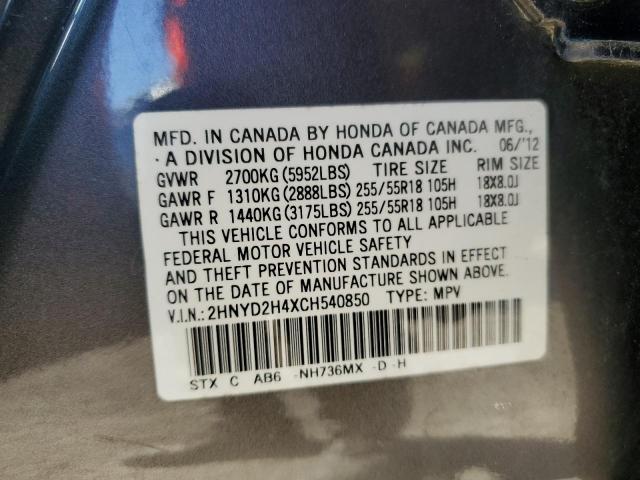 MFD. IN CANADA BY HONDA OF CANADA MFG.,
· A DIVISION OF HONDA CANADA INC. 06/'12
GVWR 2700KG(5952LBS) TIRE SIZE RIM SIZE
GAWR F 1310KG(2888LBS) 255/55R18 105H 18X8.0J
GAWR R 1440KG(3175LBS) 255/55R18 105H 18X8.0J
THIS VEHICLE CONFORMS TO ALL APPLICABLE
FEDERAL MOTOR VEHICLE SAFETY
AND THEFT PREVENTION STANDARDS IN EFFECT
ON THE DATE OF MANUFACTURE SHOWN ABOVE.
V.I.N.: 2HNYD2H4XCH540850 TYPE: MPV
STX C AB6 -NH736MX -D -H